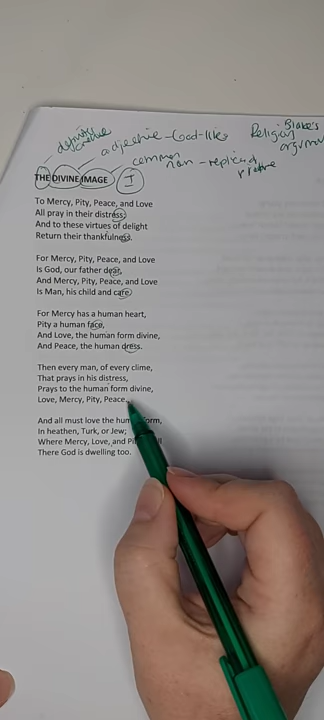 Blake's
definite Religious
article adjective - God-like argument
common
noun - replica
picture
THE DIVINE IMAGE I
To Mercy, Pity, Peace, and Love
All pray in their distress;
And to these virtues of delight
Return their thankfulness.
For Mercy, Pity, Peace, and Love
Is God, our father dear,
And Mercy, Pity, Peace, and Love
Is Man, his child and care.
For Mercy has a human heart,
Pity a human face,
And Love, the human form divine,
And Peace, the human dress.
Then every man, of every clime,
That prays in his distress,
Prays to the human form divine,
Love, Mercy, Pity, Peace.
And all must love the human form,
In heathen, Turk, or Jew;
Where Mercy, Love, and
There God is dwelling too.